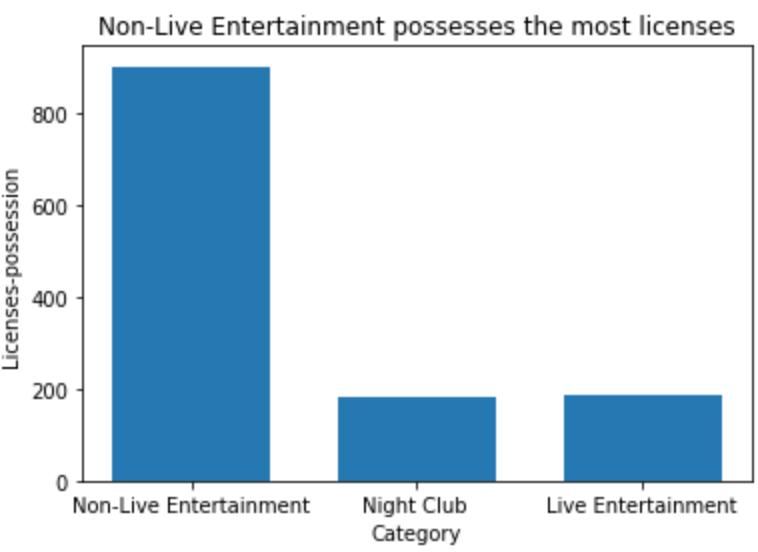 Non-Live Entertainment possesses the most licenses
Licenses-possession
800
600
400
200
0
Non-Live Entertainment Night Club Live Entertainment
Category